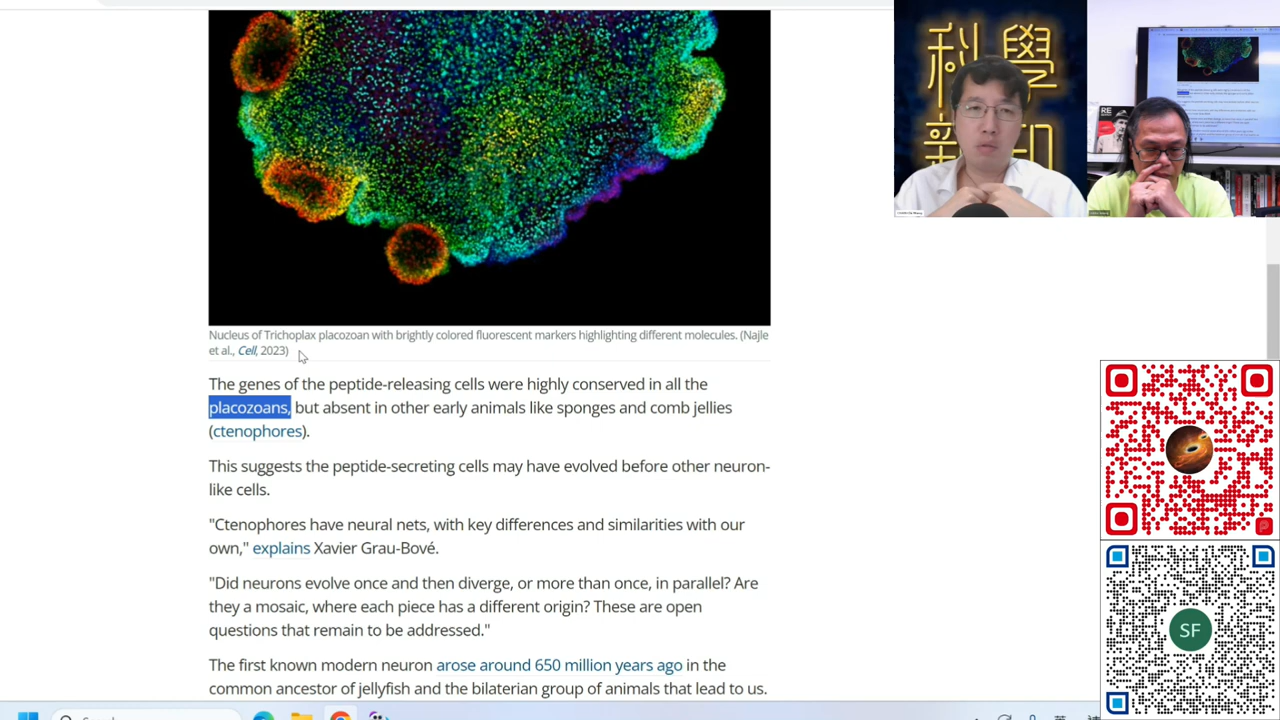 科學
新知
RE
Nucleus of Trichoplax placozoan with brightly colored fluorescent markers highlighting different molecules. (Najle
et al., Cell, 2023)
The genes of the peptide-releasing cells were highly conserved in all the
placozoans, but absent in other early animals like sponges and comb jellies
(ctenophores).
This suggests the peptide-secreting cells may have evolved before other neuron-
like cells.
"Ctenophores have neural nets, with key differences and similarities with our
own," explains Xavier Grau-Bové.
"Did neurons evolve once and then diverge, or more than once, in parallel? Are
they a mosaic, where each piece has a different origin? These are open
questions that remain to be addressed."
The first known modern neuron arose around 650 million years ago in the
common ancestor of jellyfish and the bilaterian group of animals that lead to us.
SF